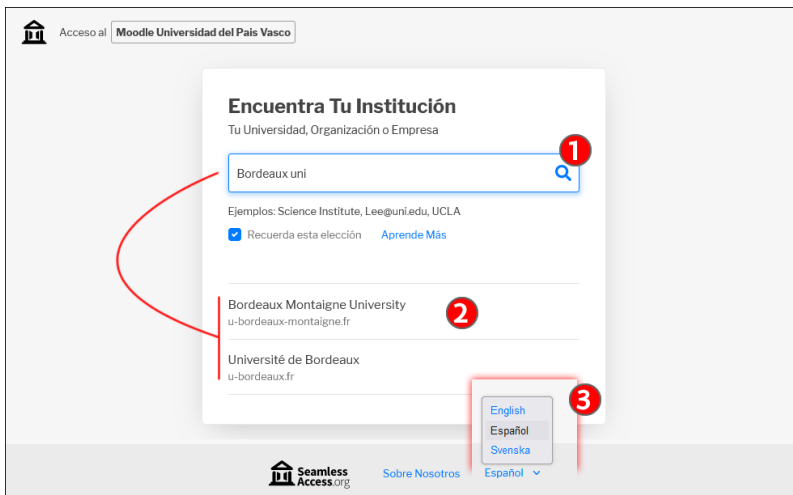 Acceso al Moodle Universidad del Pais Vasco
Encuentra Tu Institución
Tu Universidad, Organización o Empresa
1
Bordeaux uni
Ejemplos: Science Institute, Lee@uni.edu, UCLA
Recuerda esta elección Aprende Más
Bordeaux Montaigne University
u-bordeaux-montaigne.fr
2
Université de Bordeaux
u-bordeaux.fr
3
English
Español
Svenska
Seamless
Access.org
Sobre Nosotros
Español